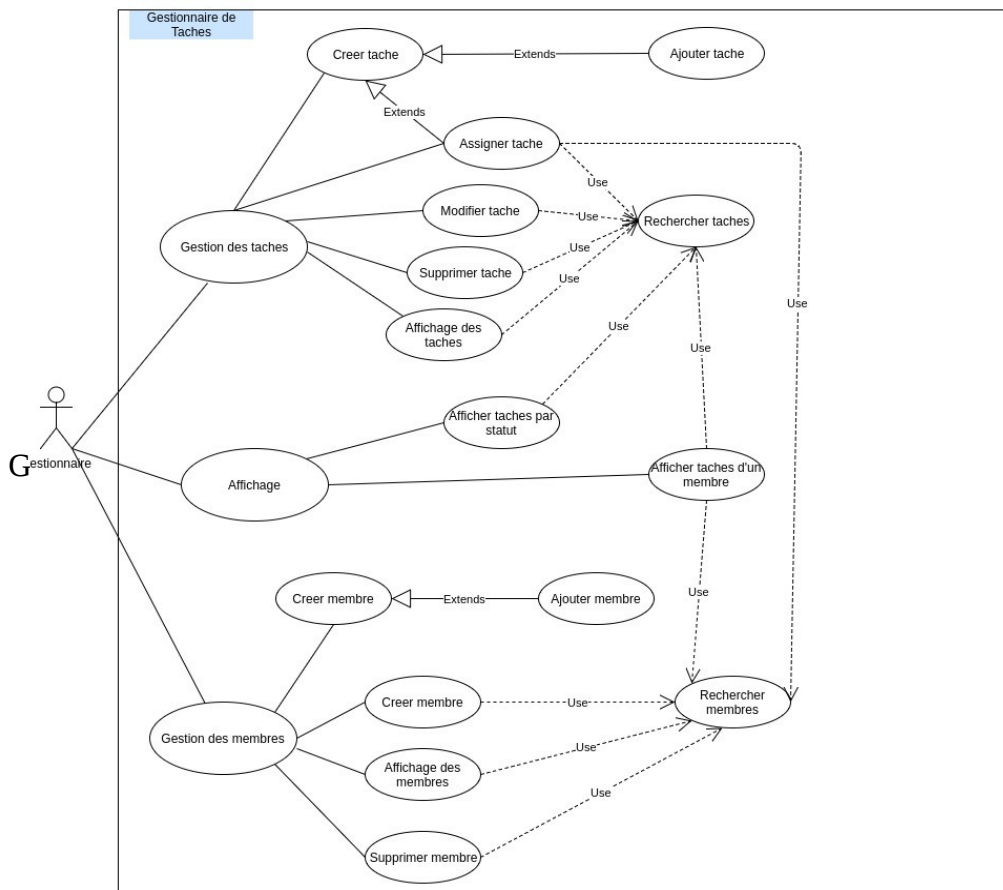 Gestionnaire de
Taches
Creer tache
Extends
Ajouter tache
Extends
Assigner tache
Use
Modifier tache
Use
Rechercher taches
Gestion des taches
Use
Supprimer tache
Use
Affichage des
taches
Use
Use
Use
Afficher taches par
statut
Gestionnaire
Affichage
Afficher taches d'un
membre
Use
Creer membre
Extends
Ajouter membre
Creer membre
Use
Rechercher
membres
Gestion des membres
Use
Affichage des
membres
Use
Supprimer membre